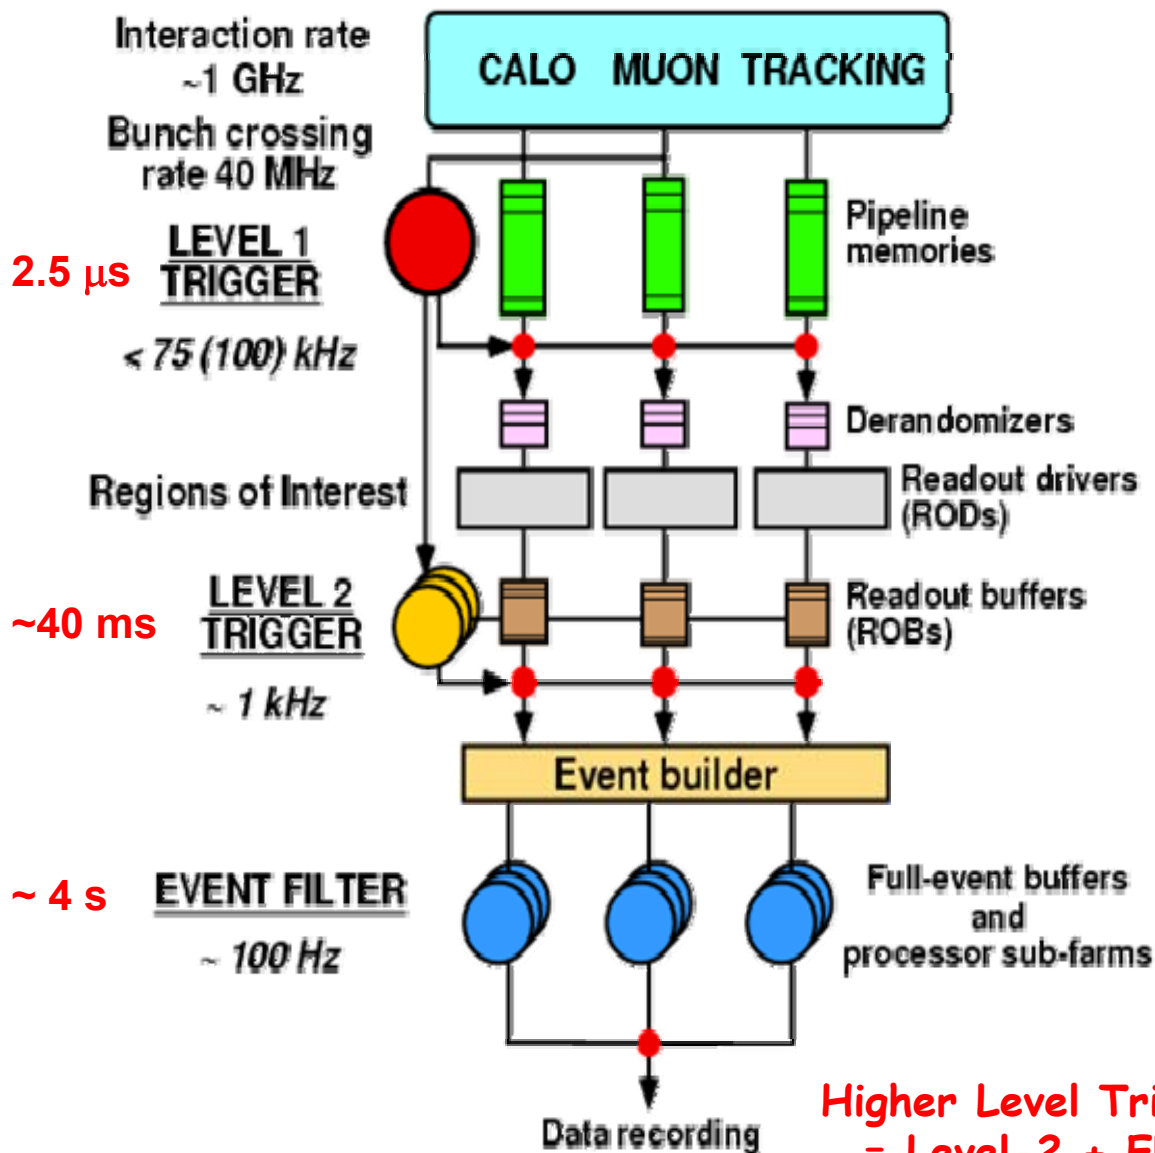 Interaction rate
~1 GHz
Bunch crossing
rate 40 MHz
CALO MUON TRACKING
2.5 μs
LEVEL 1
TRIGGER
< 75 (100) kHz
Pipeline
memories
Derandomizers
Regions of Interest
Readout drivers
(RODs)
~40 ms
LEVEL 2
TRIGGER
~ 1 kHz
Readout buffers
(ROBs)
Event builder
~ 4 s
EVENT FILTER
~ 100 Hz
Full-event buffers
and
processor sub-farms
Data recording
Higher Level
= Level 2 +